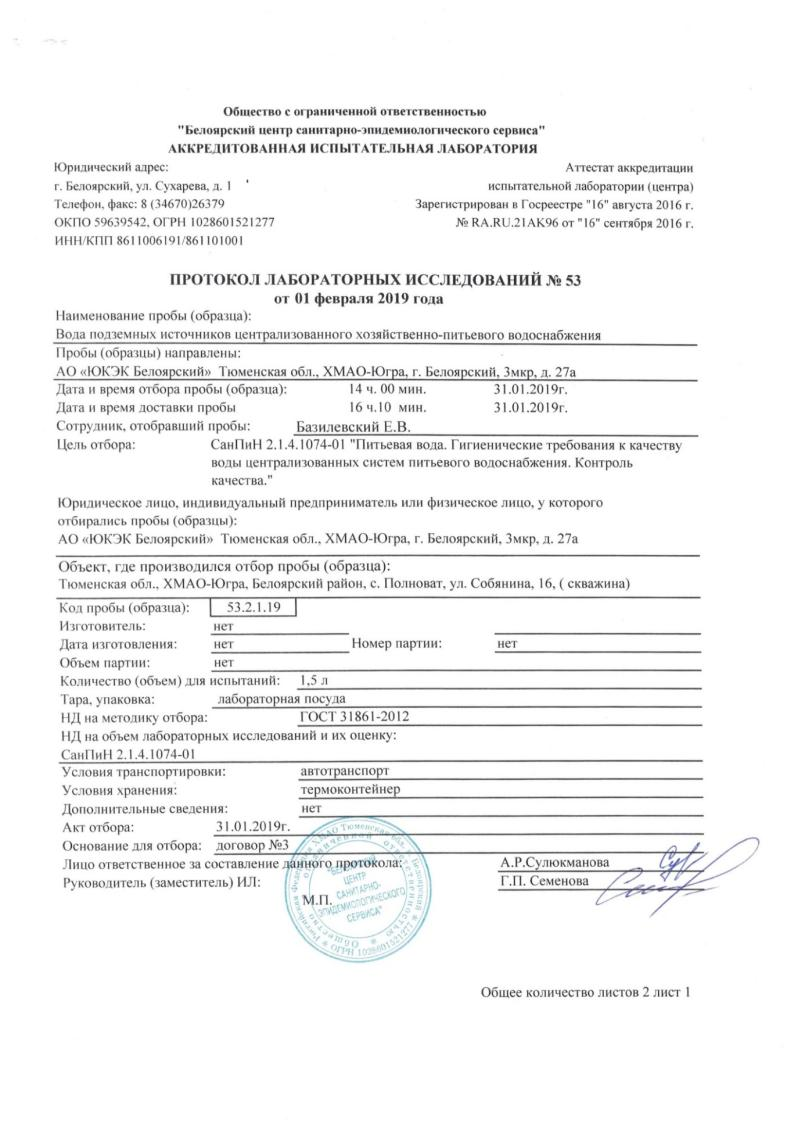 Общество с ограниченной ответственностью
"Белоярский центр санитарно-эпидемиологического сервиса"
АККРЕДИТОВАННАЯ ИСПЫТАТЕЛЬНАЯ ЛАБОРАТОРИЯ
Юридический адрес: Аттестат аккредитации
г. Белоярский, ул. Сухарева, д. 1 испытательной лаборатории (центра)
Телефон, факс: 8 (34670)26379 Зарегистрирован в Госреестре "16" августа 2016 г.
ОКПО 59639542, ОГРН 1028601521277 № RA.RU.21АК96 от "16" сентября 2016 г.
ИНН/КПП 8611006191/861101001
ПРОТОКОЛ ЛАБОРАТОРНЫХ ИССЛЕДОВАНИЙ № 53
от 01 февраля 2019 года
Наименование пробы (образца):
Вода подземных источников централизованного хозяйственно-питьевого водоснабжения
Пробы (образцы) направлены:
АО «ЮКЭК Белоярский» Тюменская обл., ХМАО-Югра, г. Белоярский, 3мкр, д. 27а
Дата и время отбора пробы (образца): 14 ч. 00 мин. 31.01.2019г.
Дата и время доставки пробы 16 ч.10 мин. 31.01.2019г.
Сотрудник, отобравший пробы: Базилевский Е.В.
Цель отбора: СанПиН 2.1.4.1074-01 "Питьевая вода. Гигиенические требования к качеству
воды централизованных систем питьевого водоснабжения. Контроль
качества."
Юридическое лицо, индивидуальный предприниматель или физическое лицо, у которого
отбирались пробы (образцы):
АО «ЮКЭК Белоярский» Тюменская обл., ХМАО-Югра, г. Белоярский, 3мкр, д. 27а
Объект, где производился отбор пробы (образца):
Тюменская обл., ХМАО-Югра, Белоярский район, с. Полноват, ул. Собянина, 16, ( скважина)
Код пробы (образца): 53.2.1.19
Изготовитель: нет
Дата изготовления: нет Номер партии: нет
Объем партии: нет
Количество (объем) для испытаний: 1,5 л
Тара, упаковка: лабораторная посуда
НД на методику отбора: ГОСТ 31861-2012
НД на объем лабораторных исследований и их оценку:
СанПиН 2.1.4.1074-01
Условия транспортировки: автотранспорт
Условия хранения: термоконтейнер
Дополнительные сведения: нет
Акт отбора: 31.01.2019г.
Основание для отбора: договор №3
Лицо ответственное за составление данного протокола: А.Р.Сулюкманова
Руководитель (заместитель) ИЛ: Г.П. Семенова
М.П.
"БЕЛОЯРСКИЙ
ЦЕНТР
САНИТАРНО-
ЭПИДЕМИОЛОГИЧЕСКОГО
СЕРВИСА"
Общество ограниченной ответственностью
ОГРН 1028601521277
Общее количество листов 2 лист 1